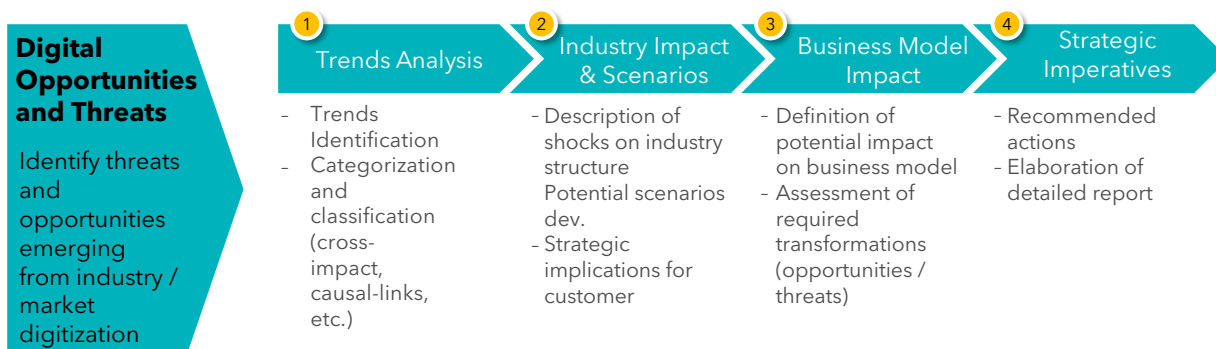 Digital
Opportunities
and Threats
Identify threats
and
opportunities
emerging
from industry /
market
digitization
1
Trends Analysis
- Trends
Identification
- Categorization
and
classification
(cross-
impact,
causal-links,
etc.)
2
Industry Impact
& Scenarios
- Description of
shocks on industry
structure
Potential scenarios
dev.
- Strategic
implications for
customer
3
Business Model
Impact
- Definition of
potential impact
on business model
- Assessment of
required
transformations
(opportunities /
threats)
4
Strategic
Imperatives
- Recommended
actions
- Elaboration of
detailed report